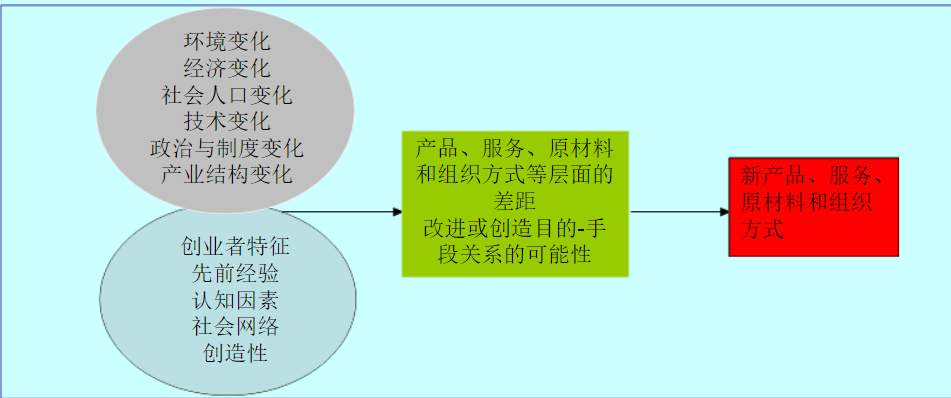 环境变化
经济变化
社会人口变化
技术变化
政治与制度变化
产业结构变化
创业者特征
先前经验
认知因素
社会网络
创造性
产品、服务、原材料
和组织方式等层面的
差距
改进或创造目的-手
段关系的可能性
新产品、服务、
原材料和组织
方式